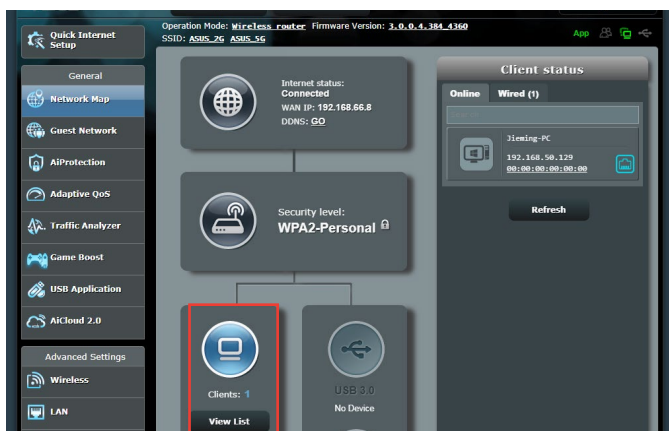 Operation Mode: Wireless router Firmware Version: 3.0.0.4.384_4360
SSID: ASUS_2G ASUS_5G
App
Quick Internet
Setup
General
Network Map
Guest Network
AiProtection
Adaptive QoS
Traffic Analyzer
Game Boost
USB Application
AiCloud 2.0
Advanced Settings
Wireless
LAN
Internet status:
Connected
WAN IP: 192.168.66.8
DDNS: GO
Security level:
WPA2-Personal
Clients: 1
View List
USB 3.0
No Device
Client status
Online Wired (1)
Jieming-PC
192.168.50.129
00:00:00:00:00:00
Refresh